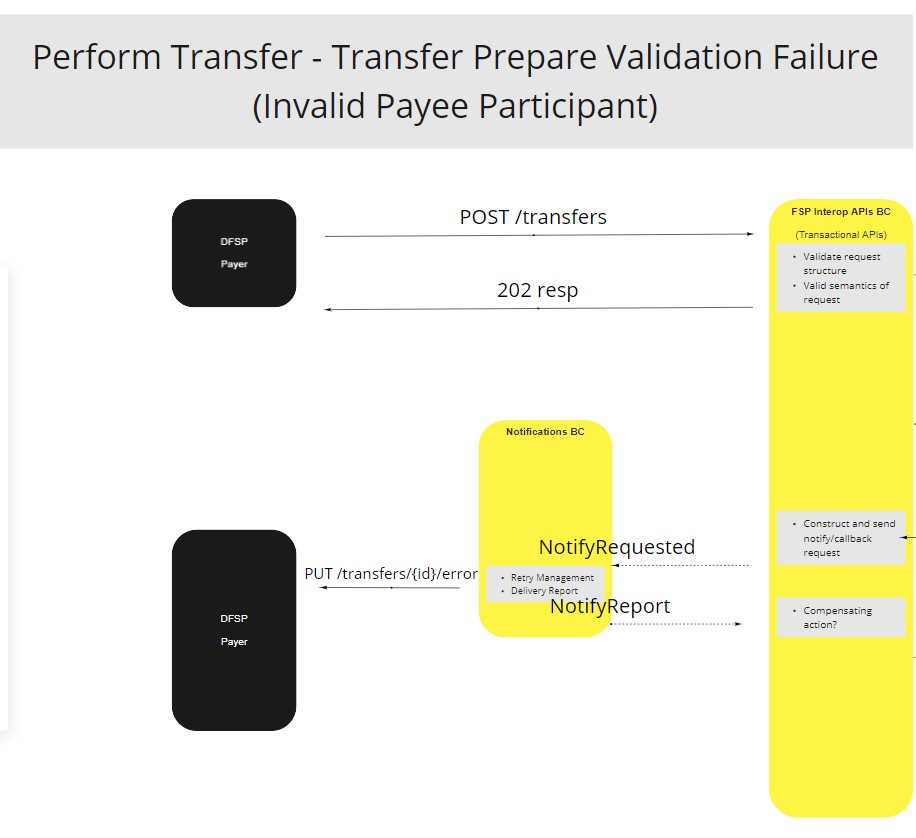 Perform Transfer - Transfer Prepare Validation Failure
(Invalid Payee Participant)
DFSP
Payer
POST /transfers
202 resp
FSP Interop APIs BC
(Transactional APIs)
• Validate request
structure
• Valid semantics of
request
Notifications BC
NotifyRequested
• Retry Management
• Delivery Report
NotifyReport
PUT /transfers/{id}/error
DFSP
Payer
• Construct and send
notify/callback
request
• Compensating
action?